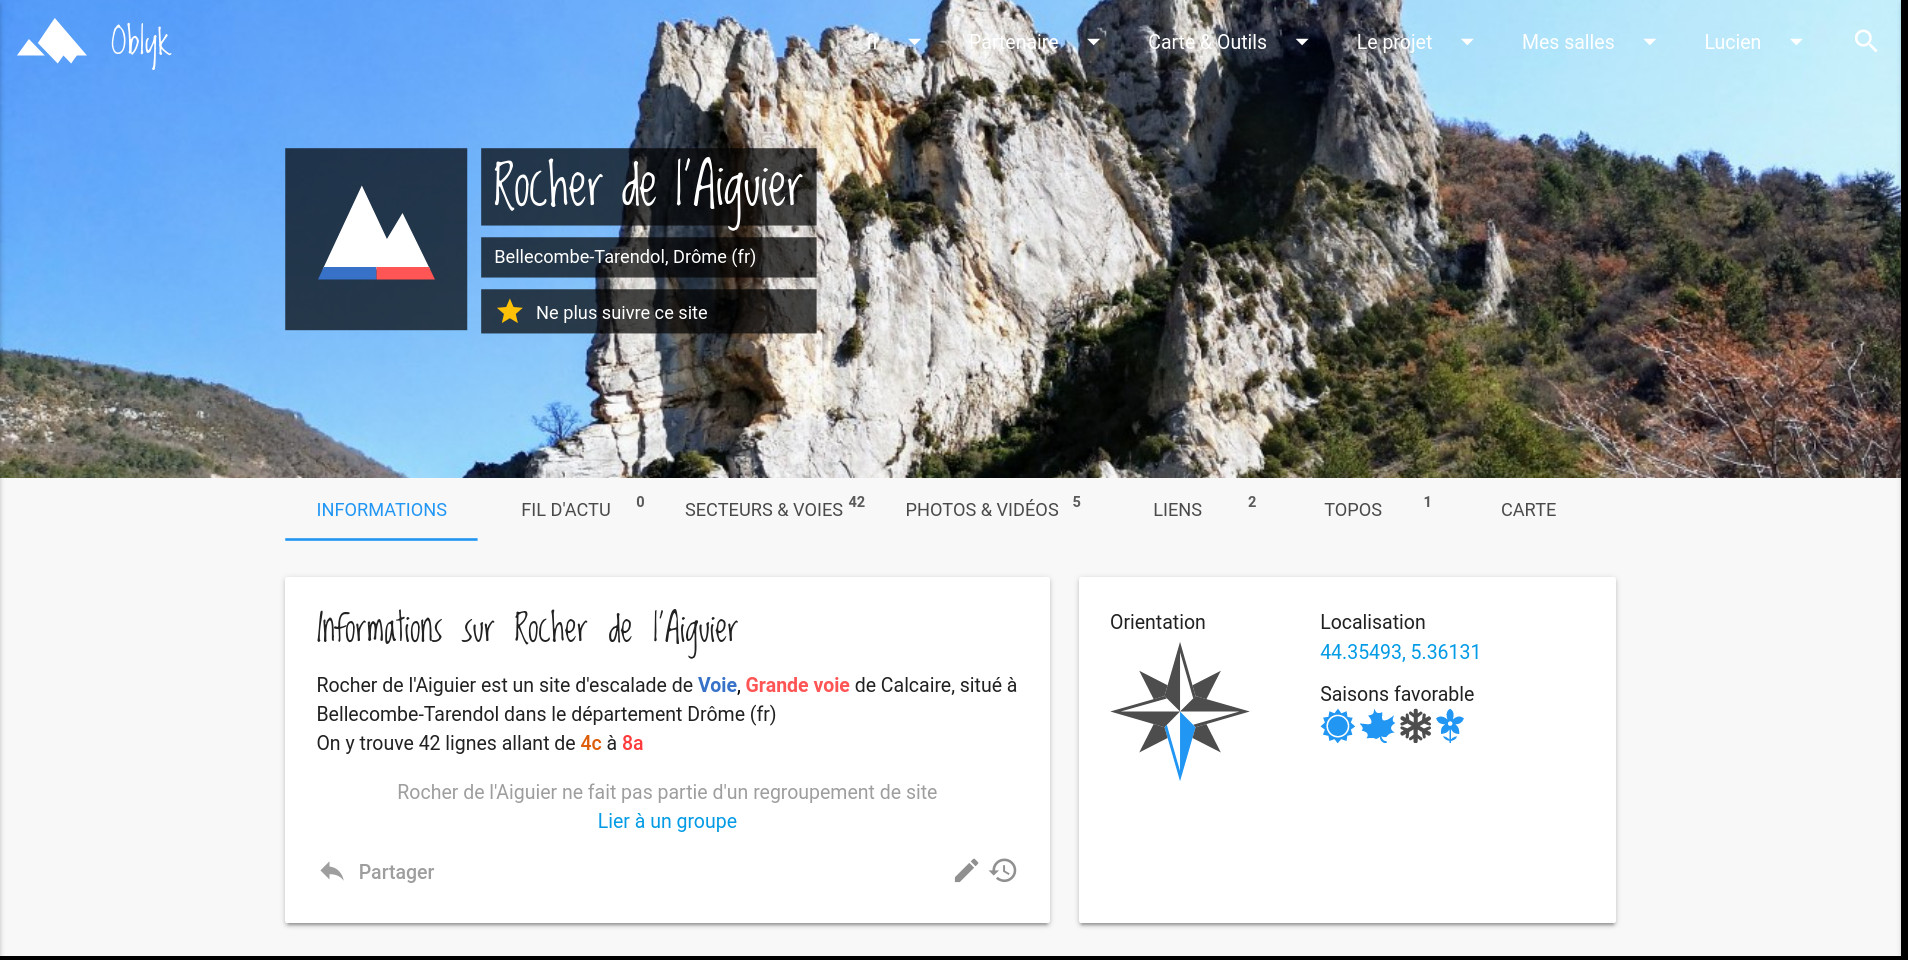 Oblyk
fr
Partenaire
Carte & Outils
Le projet
Mes salles
Lucien
Rocher de l'Aiguier
Bellecombe-Tarendol, Drôme (fr)
Ne plus suivre ce site
INFORMATIONS
FIL D'ACTU 0
SECTEURS & VOIES 42
PHOTOS & VIDÉOS 5
LIENS 2
TOPOS 1
CARTE
Informations sur Rocher de l'Aiguier
Rocher de l'Aiguier est un site d'escalade de Voie, Grande voie de Calcaire, situé à
Bellecombe-Tarendol dans le département Drôme (fr)
On y trouve 42 lignes allant de 4c à 8a
Rocher de l'Aiguier ne fait pas partie d'un regroupement de site
Lier à un groupe
Partager
Orientation
Localisation
44.35493, 5.36131
Saisons favorable